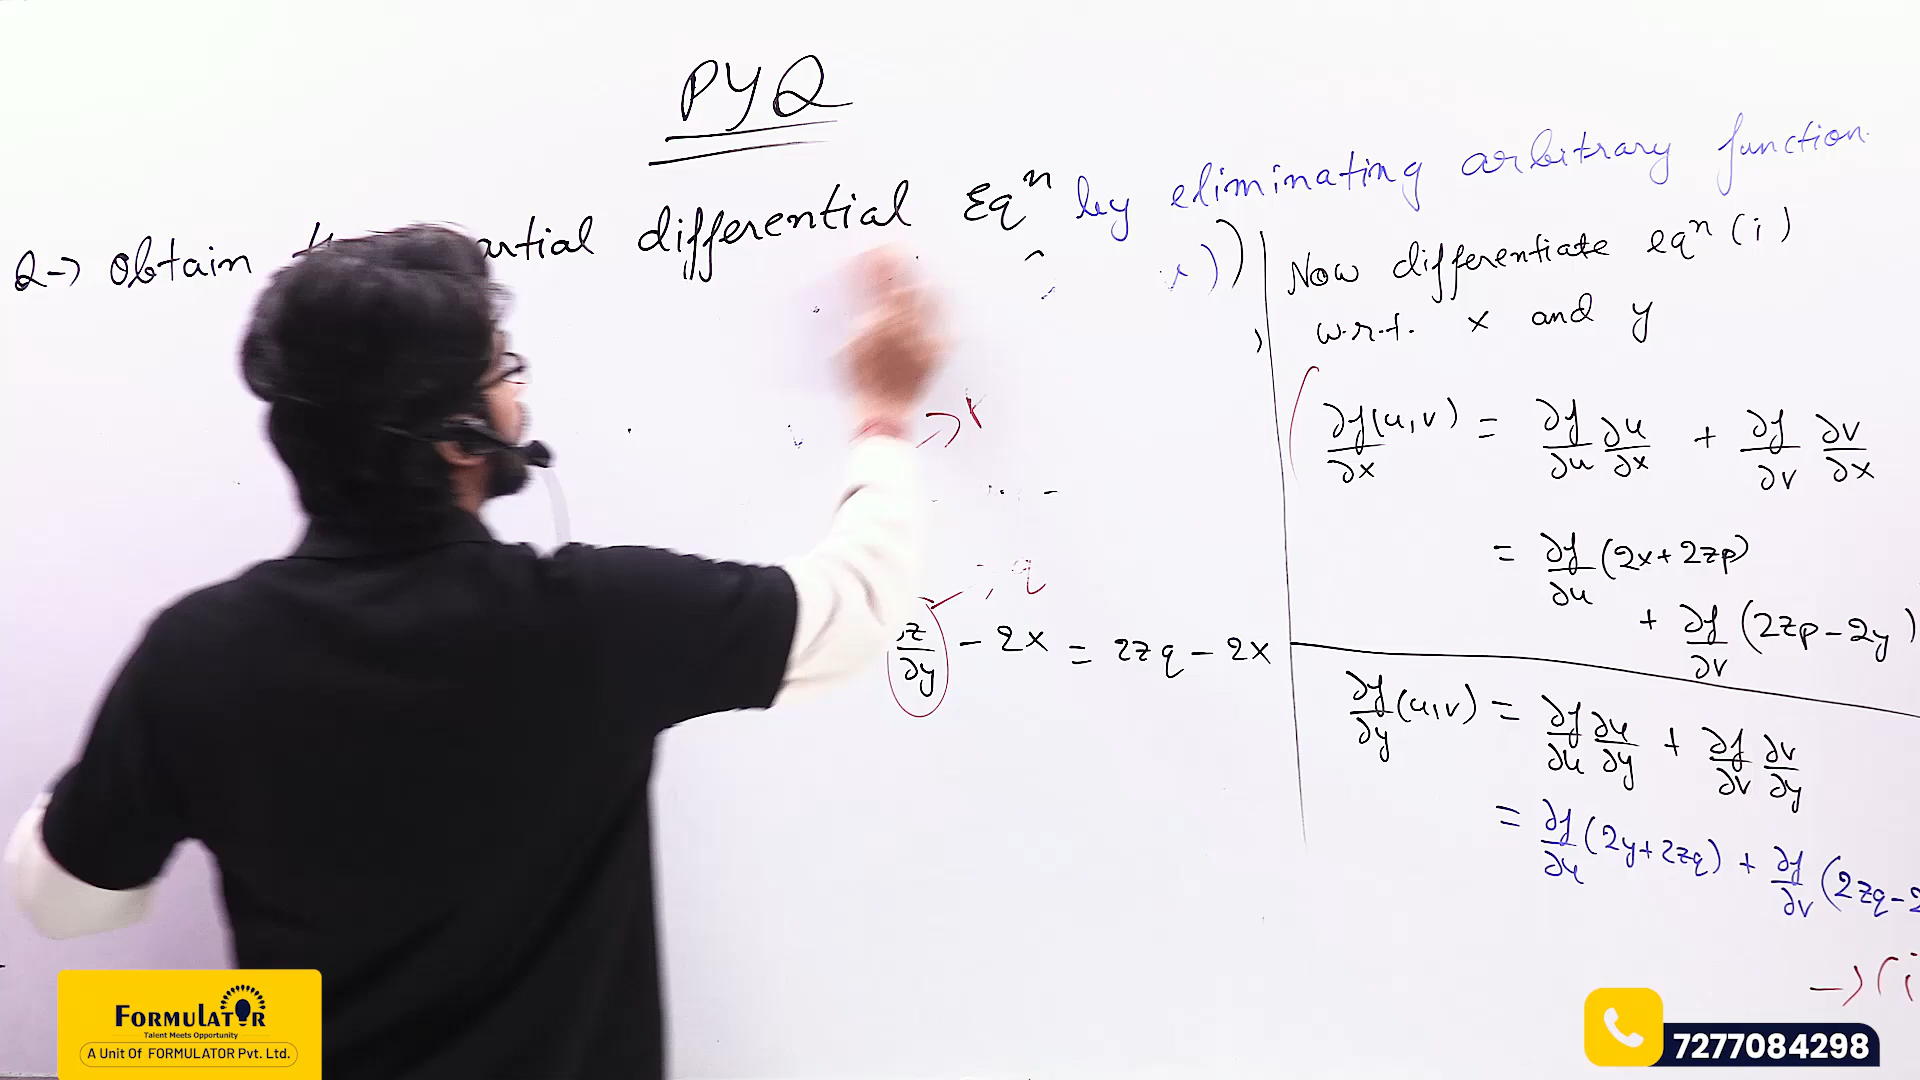 PYQ
Q→ Obtain partial differential Eqⁿ by eliminating arbitrary function.
∂y - 2x = 2zq - 2x
q
Now differentiate eqⁿ (i)
w.r.t. x and y
∂f(u,v)/∂x = ∂f/∂u ∂u/∂x + ∂f/∂v ∂v/∂x
= ∂f/∂u (2x+2zp)
+ ∂f/∂v (2zp-2y)
∂f/∂y (u,v) = ∂f/∂u ∂u/∂y + ∂f/∂v ∂v/∂y
= ∂f/∂u (2y+2zq) + ∂f/∂v (2zq-2
→ (i
FORMULATOR
Talent Meets Opportunity
A Unit Of FORMULATOR Pvt. Ltd.
7277084298